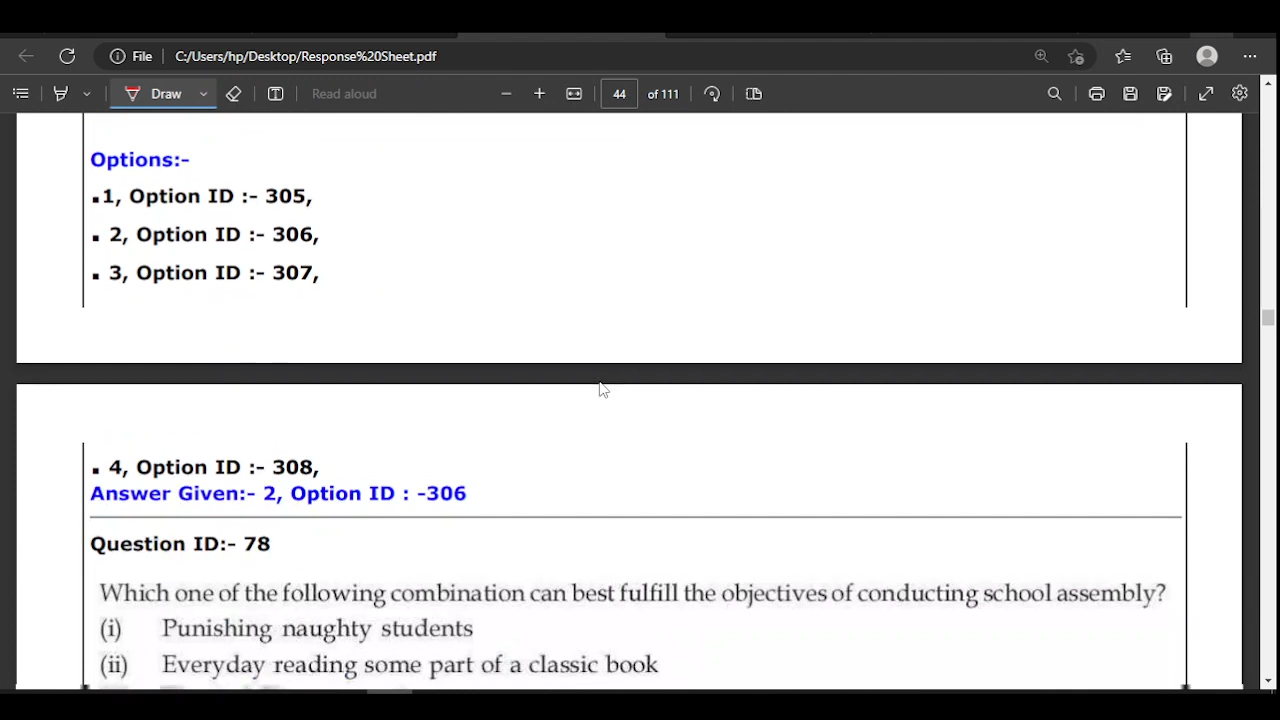 File
C:/Users/hp/Desktop/Response%20Sheet.pdf
Draw
Read aloud
44
of 111
Options:-
1, Option ID :- 305,
2, Option ID :- 306,
3, Option ID :- 307,
4, Option ID :- 308,
Answer Given:- 2, Option ID : -306
Question ID:- 78
Which one of the following combination can best fulfill the objectives of conducting school assembly?
(i) Punishing naughty students
(ii) Everyday reading some part of a classic book